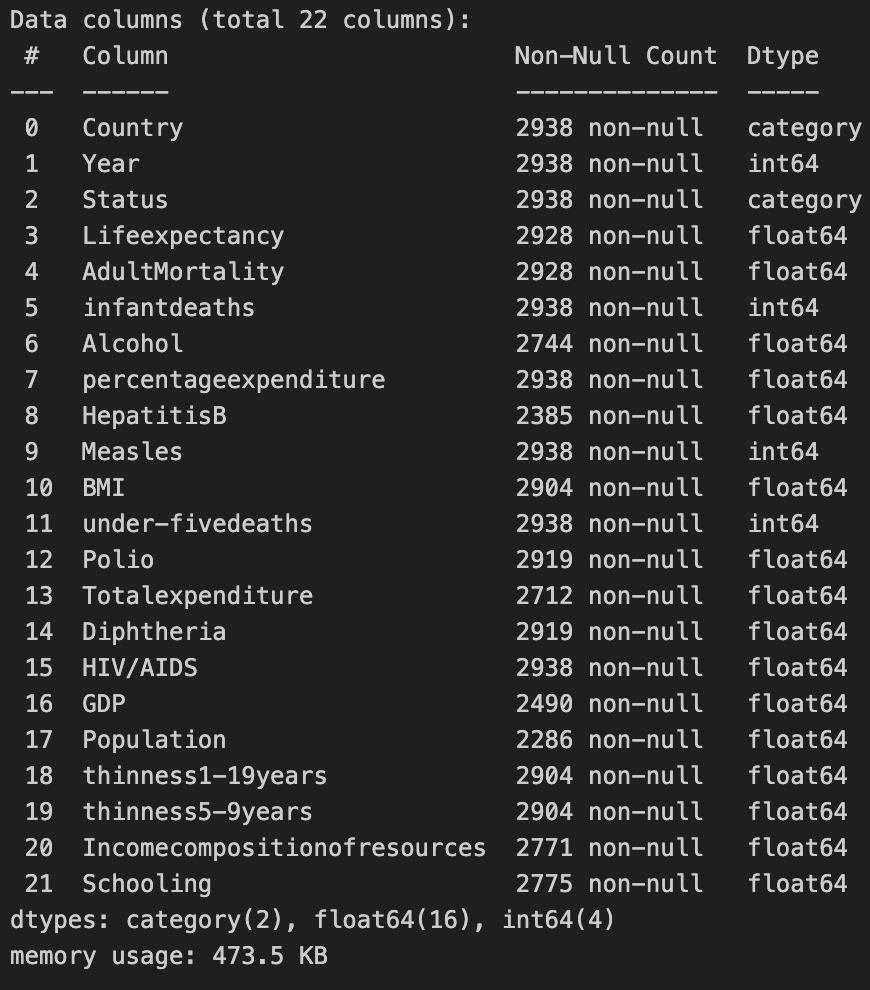 Data columns (total 22 columns):
 #   Column                        Non-Null Count  Dtype
---  ------                        --------------  -----
 0   Country                       2938 non-null   category
 1   Year                          2938 non-null   int64
 2   Status                        2938 non-null   category
 3   Lifeexpectancy                2928 non-null   float64
 4   AdultMortality                2928 non-null   float64
 5   infantdeaths                  2938 non-null   int64
 6   Alcohol                       2744 non-null   float64
 7   percentageexpenditure         2938 non-null   float64
 8   HepatitisB                    2385 non-null   float64
 9   Measles                       2938 non-null   int64
 10  BMI                           2904 non-null   float64
 11  under-fivedeaths              2938 non-null   int64
 12  Polio                         2919 non-null   float64
 13  Totalexpenditure              2712 non-null   float64
 14  Diphtheria                    2919 non-null   float64
 15  HIV/AIDS                      2938 non-null   float64
 16  GDP                           2490 non-null   float64
 17  Population                    2286 non-null   float64
 18  thinness1-19years             2904 non-null   float64
 19  thinness5-9years              2904 non-null   float64
 20  Incomecompositionofresources  2771 non-null   float64
 21  Schooling                     2775 non-null   float64
dtypes: category(2), float64(16), int64(4)
memory usage: 473.5 KB